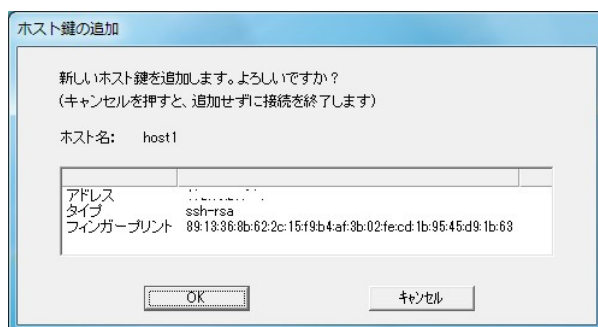 ホスト鍵の追加
新しいホスト鍵を追加します。よろしいですか?
(キャンセルを押すと、追加せずに接続を終了します)
ホスト名: host1
アドレス
タイプ ssh-rsa
フィンガープリント 89:13:36:8b:62:2c:15:f9:b4:af:3b:02:fe:cd:1b:95:45:d9:1b:63
OK キャンセル